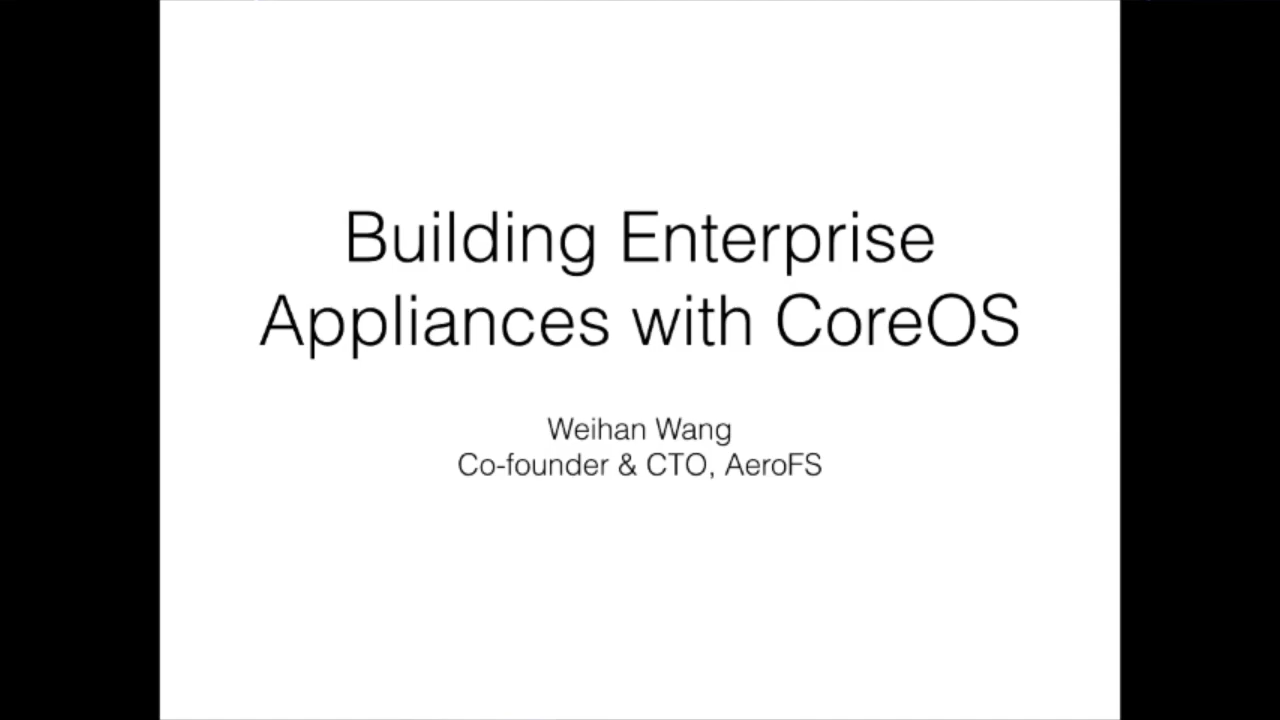 Building Enterprise
Appliances with CoreOS
Weihan Wang
Co-founder & CTO, AeroFS